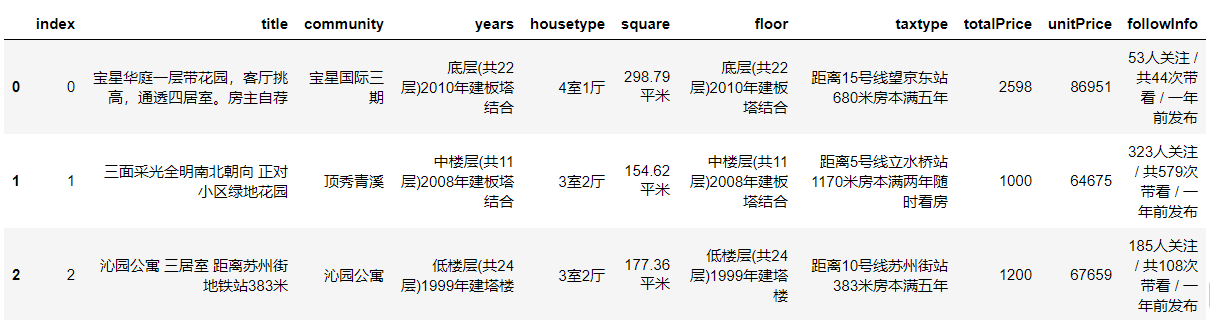 index title community years housetype square floor taxtype totalPrice unitPrice followInfo
0
0
宝星华庭一层带花园，客厅挑
高，通透四居室。房主自荐
宝星国际三
期
底层(共22
层)2010年建板塔
结合
4室1厅
298.79
平米
底层(共22
层)2010年建板
塔结合
距离15号线望京东站
680米房本满五年
2598
86951
53人关注 /
共44次带
看 / 一年
前发布
1
1
三面采光全明南北朝向 正对
小区绿地花园
顶秀青溪
中楼层(共11
层)2008年建板塔
结合
3室2厅
154.62
平米
中楼层(共11
层)2008年建板
塔结合
距离5号线立水桥站
1170米房本满两年随
时看房
1000
64675
323人关注
/ 共579次
带看 / 一
年前发布
2
2
沁园公寓 三居室 距离苏州街
地铁站383米
沁园公寓
低楼层(共24
层)1999年建塔楼
3室2厅
177.36
平米
低楼层(共24
层)1999年建塔
楼
距离10号线苏州街站
383米房本满五年
1200
67659
185人关注
/ 共108次
带看 / 一
年前发布